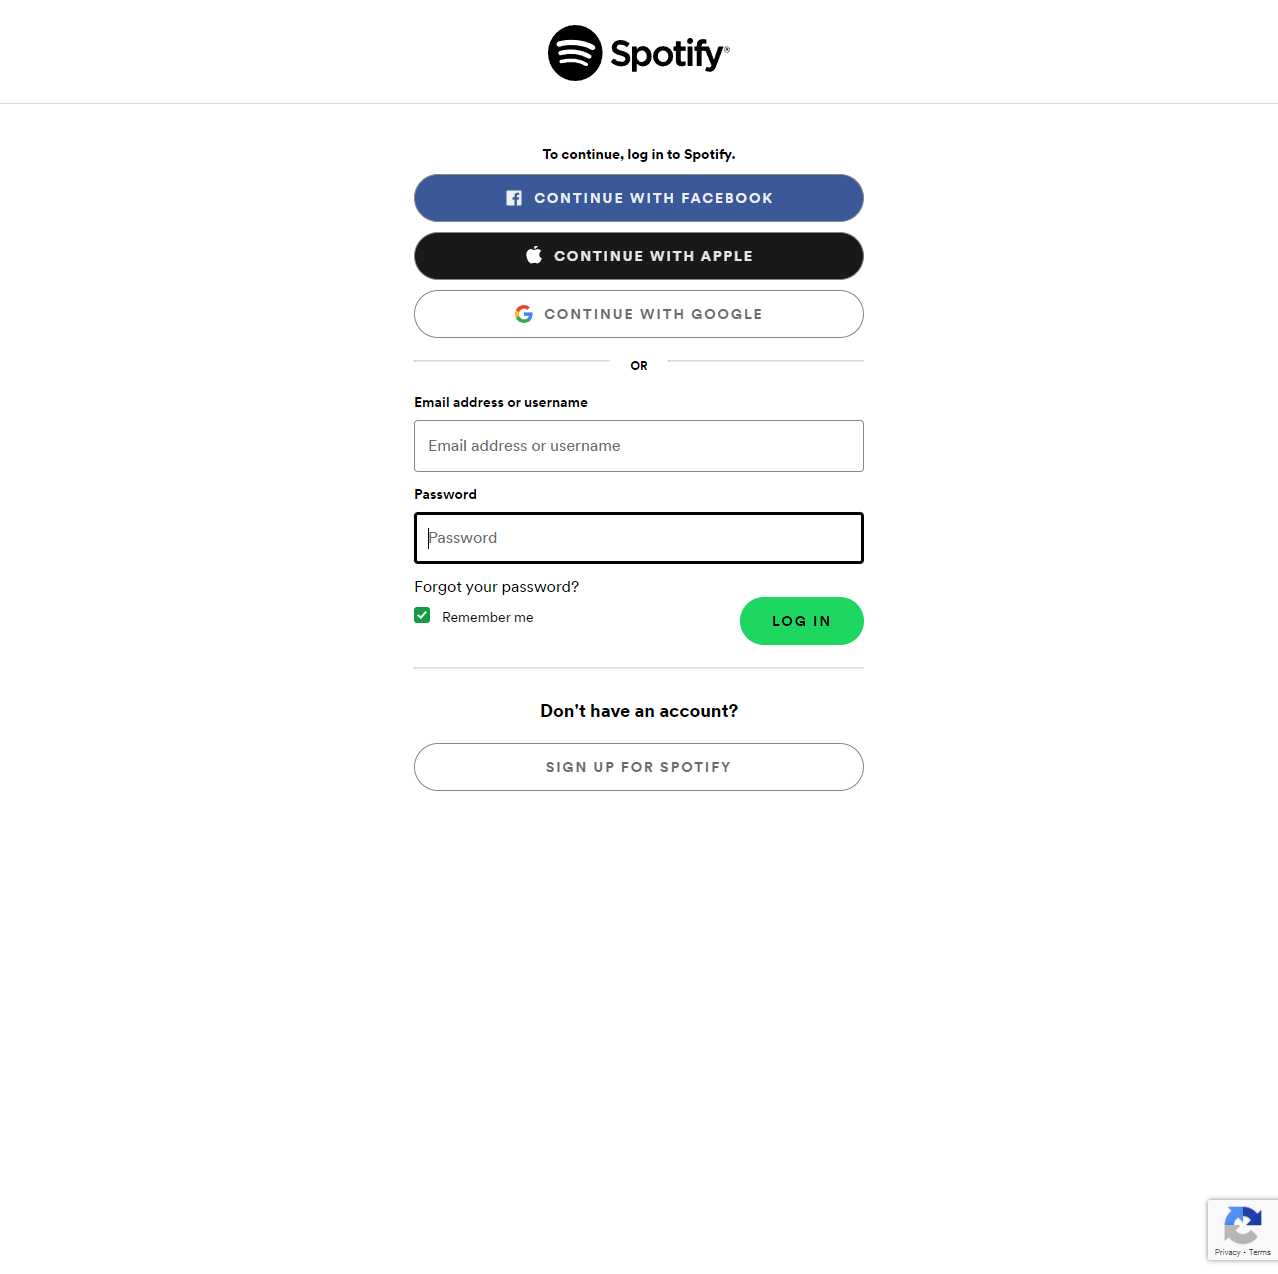 Spotify®
To continue, log in to Spotify.
CONTINUE WITH FACEBOOK
CONTINUE WITH APPLE
CONTINUE WITH GOOGLE
OR
Email address or username
Email address or username
Password
Password
Forgot your password?
Remember me
LOG IN
Don't have an account?
SIGN UP FOR SPOTIFY
Privacy - Terms